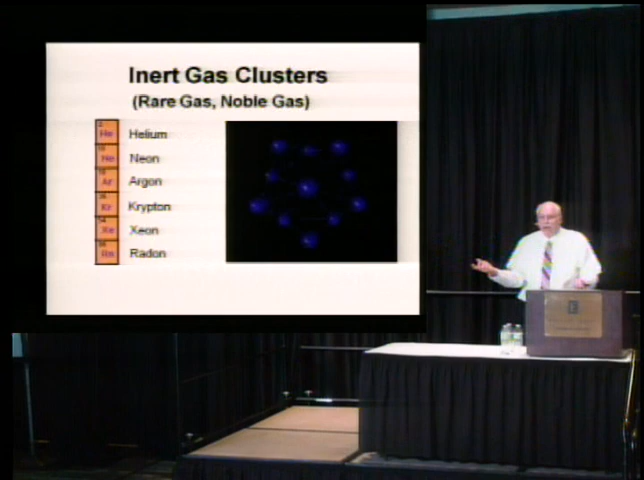 Inert Gas Clusters
(Rare Gas, Noble Gas)
He Helium
Ne Neon
Ar Argon
Kr Krypton
Xe Xeon
Rn Radon